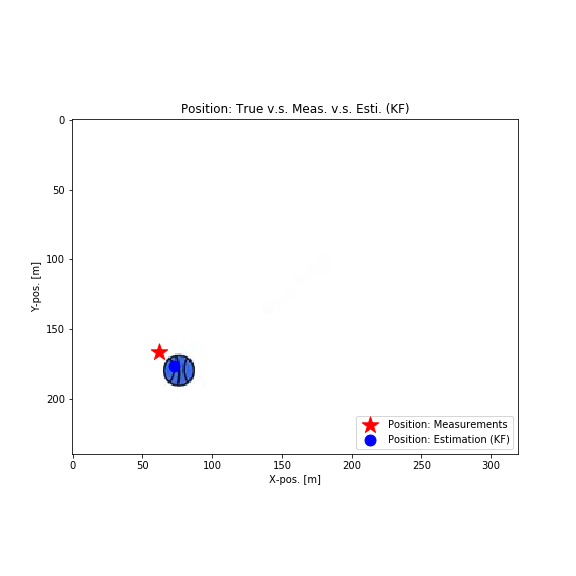 Position: True v.s. Meas. v.s. Esti. (KF)
0
50
100
150
200
Y-pos. [m]
Position: Measurements
Position: Estimation (KF)
0 50 100 150 200 250 300
X-pos. [m]